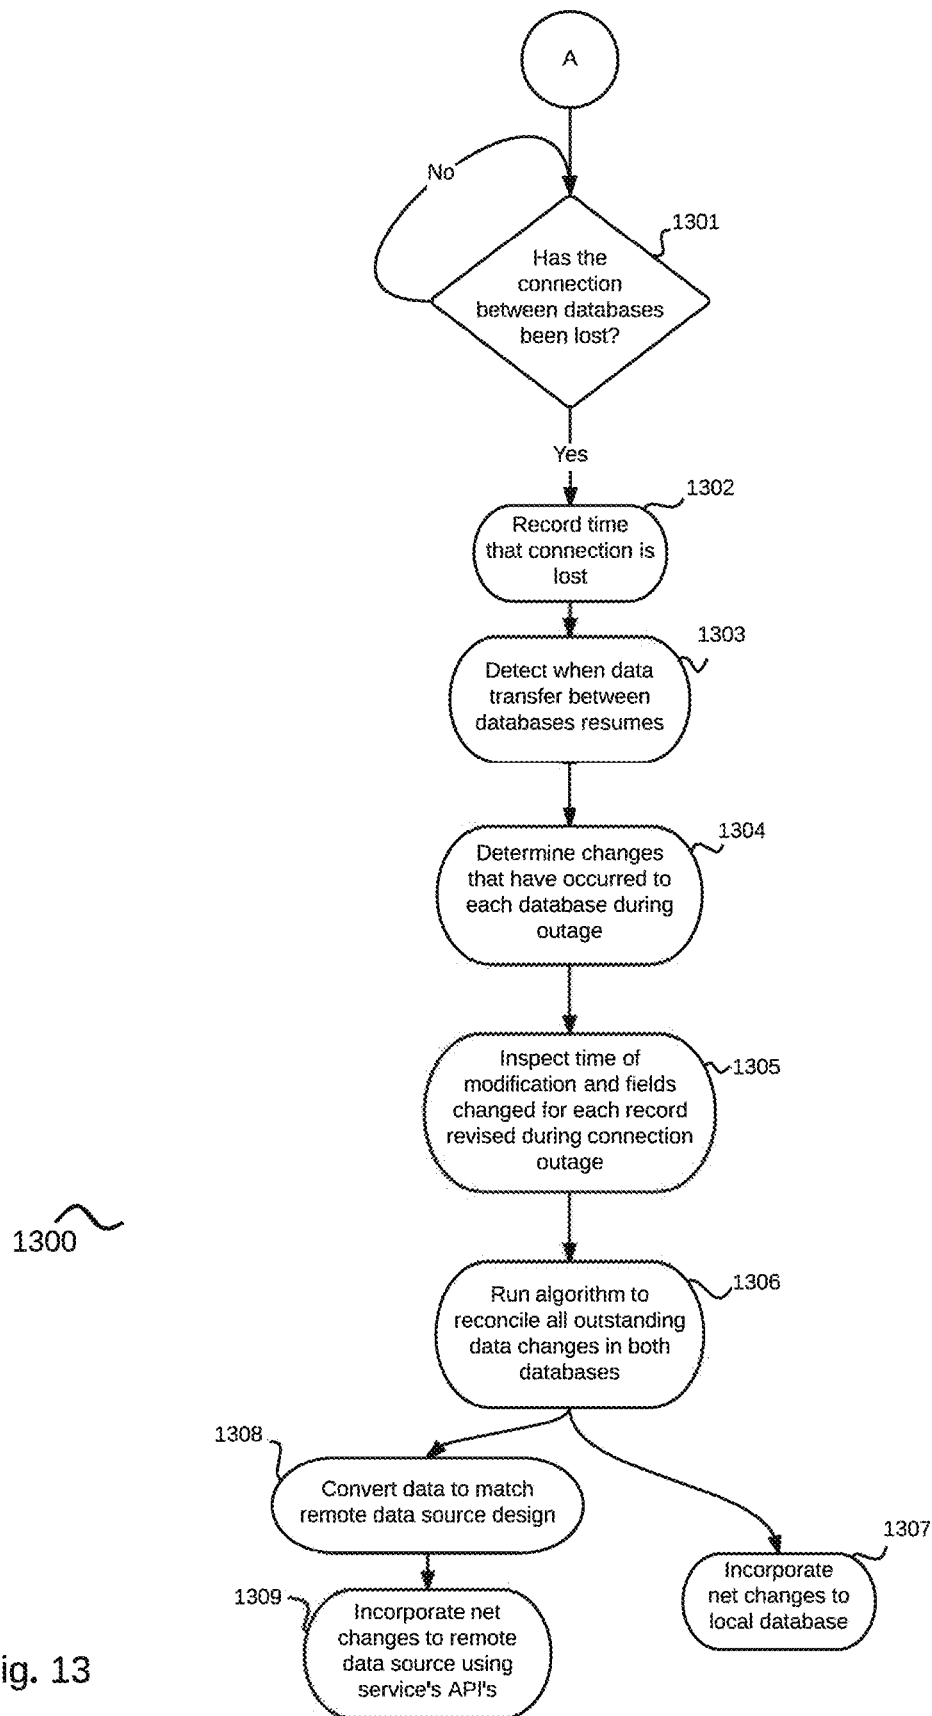 A
No
1301
Has the
connection
between databases
been lost?
Yes
1302
Record time
that connection is
lost
1303
Detect when data
transfer between
databases resumes
1304
Determine changes
that have occurred to
each database during
outage
1305
Inspect time of
modification and fields
changed for each record
revised during connection
outage
1300
1306
Run algorithm to
reconcile all outstanding
data changes in both
databases
1308
Convert data to match
remote data source design
1307
Incorporate
net changes to
local database
1309
Incorporate net
changes to remote
data source using
service's API's
ig. 13